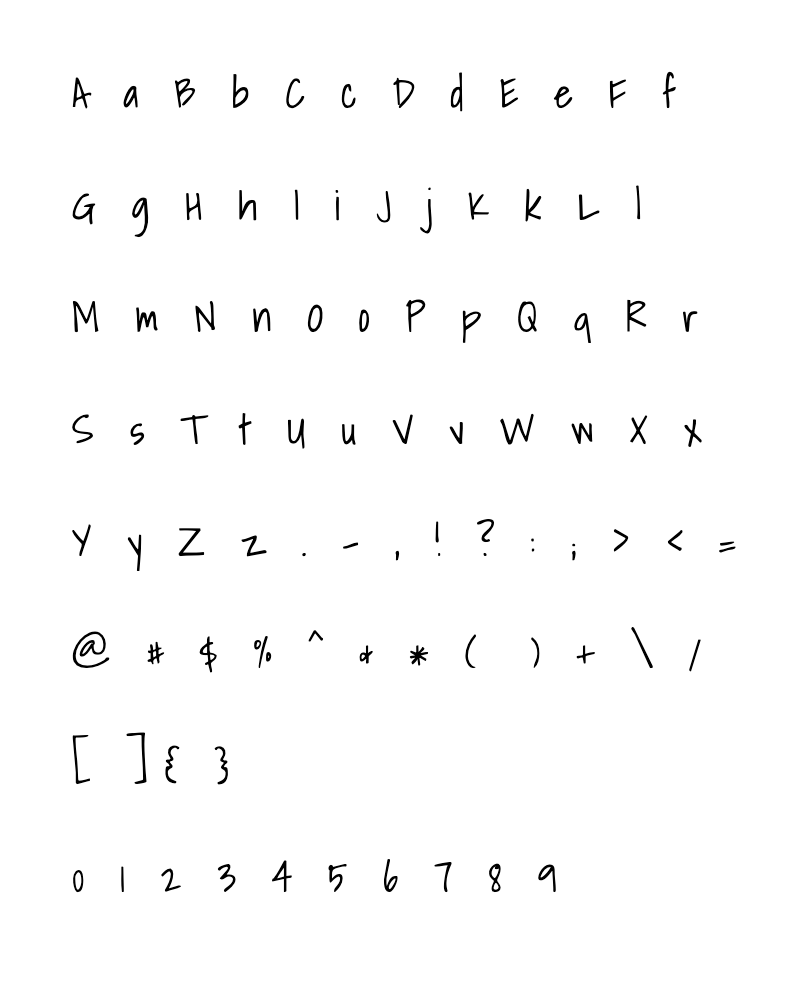 A a B b C c D d E e F f
G g H h I i J j K k L l
M m N n O o P p Q q R r
S s T t U u V v W w X x
Y y Z z . - , ! ? : ; > < =
@ # $ % ^ & * ( ) + \ /
[ ] { }
0 1 2 3 4 5 6 7 8 9